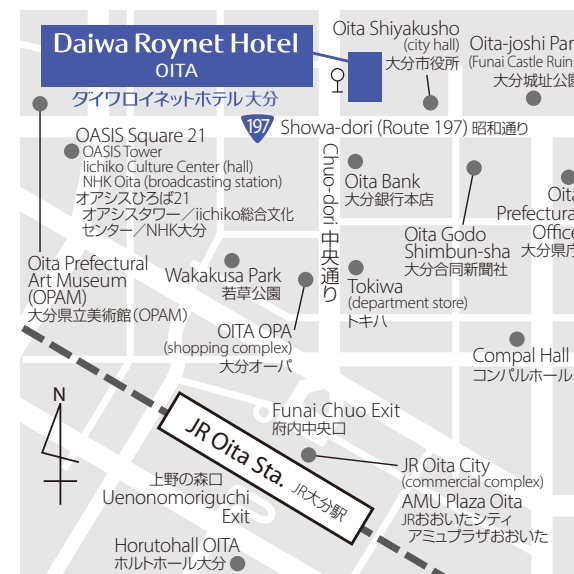 Daiwa Roynet Hotel
OITA
ダイワロイネットホテル 大分
Oita Shiyakusho
(city hall)
大分市役所
Oita-joshi Par
(Funai Castle Ruins
大分城址公園
197
Showa-dori (Route 197) 昭和通り
OASIS Square 21
OASIS Tower
Iichiko Culture Center (hall)
NHK Oita (broadcasting station)
オアシスひろば21
オアシスタワー／iichiko総合文化
センター／NHK大分
Chuo-dori 中央通り
Oita Bank
大分銀行本店
Oita Godo
Shimbun-sha
大分合同新聞社
Oita
Prefectura
Office
大分県庁
Oita Prefectural
Art Museum
(OPAM)
大分県立美術館（OPAM）
Wakakusa Park
若草公園
Tokiwa
(department store)
トキハ
OITA OPA
(shopping complex)
大分オーパ
Compal Hall
コンパルホール
N
Funai Chuo Exit
府内中央口
JR Oita Sta. JR大分駅
JR Oita City
(commercial complex)
AMU Plaza Oita
JRおおいたシティ
アミュプラザおおいた
上野の森口
Uenonomoriguchi
Exit
Horutohall OITA
ホルトホール大分